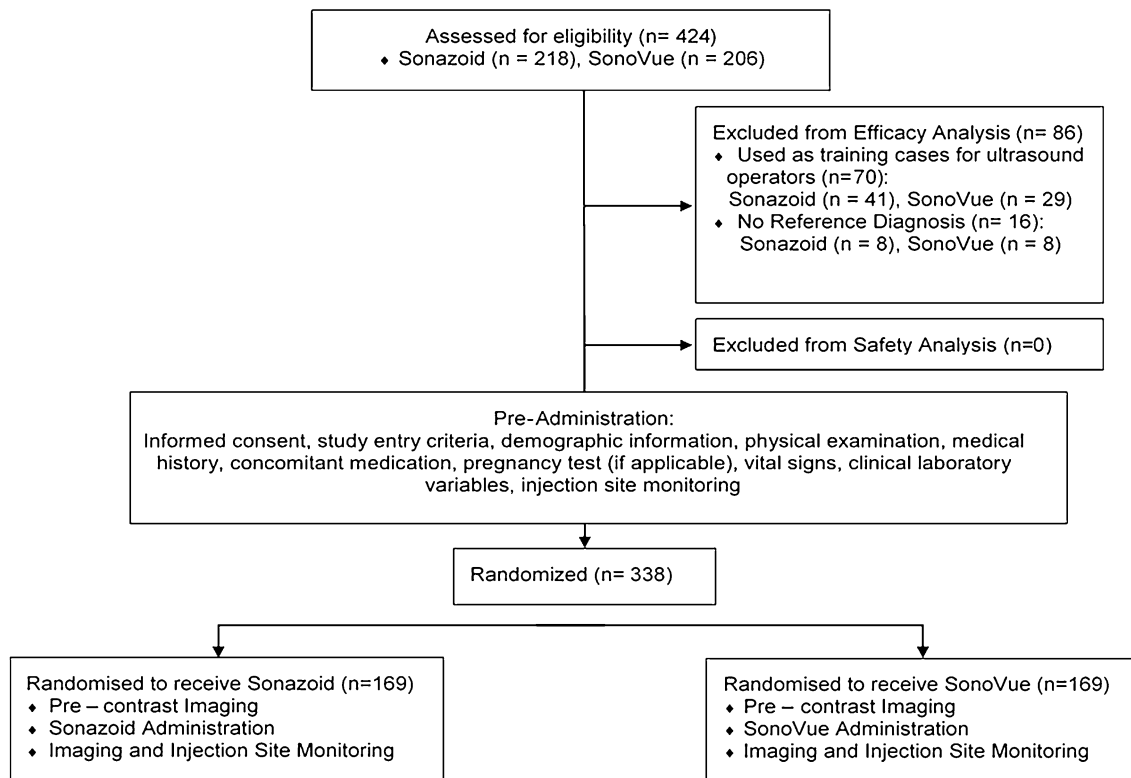 Assessed for eligibility (n= 424)
♦ Sonazoid (n = 218), SonoVue (n = 206)
Excluded from Efficacy Analysis (n= 86)
♦ Used as training cases for ultrasound
operators (n=70):
Sonazoid (n = 41), SonoVue (n = 29)
♦ No Reference Diagnosis (n= 16):
Sonazoid (n = 8), SonoVue (n = 8)
Excluded from Safety Analysis (n=0)
Pre-Administration:
Informed consent, study entry criteria, demographic information, physical examination, medical
history, concomitant medication, pregnancy test (if applicable), vital signs, clinical laboratory
variables, injection site monitoring
Randomized (n= 338)
Randomised to receive Sonazoid (n=169)
♦ Pre – contrast Imaging
♦ Sonazoid Administration
♦ Imaging and Injection Site Monitoring
Randomised to receive SonoVue (n=169)
♦ Pre – contrast Imaging
♦ SonoVue Administration
♦ Imaging and Injection Site Monitoring